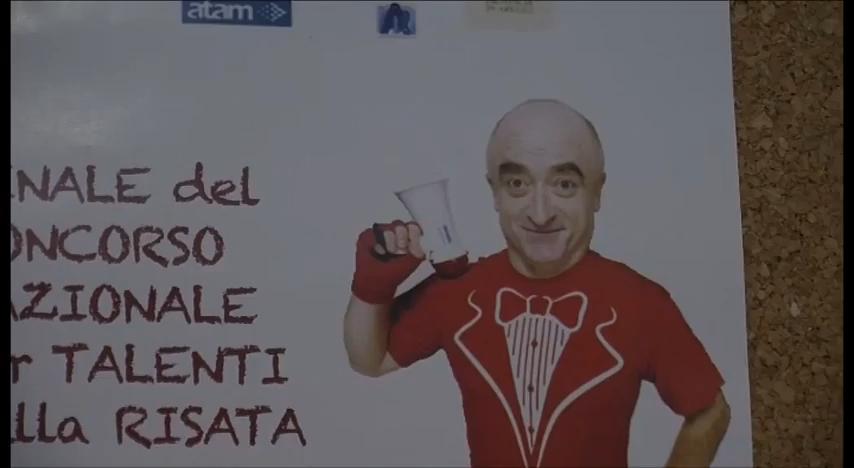 atam
NALE del
ONCORSO
AZIONALE
r TALENTI
lla RISATA